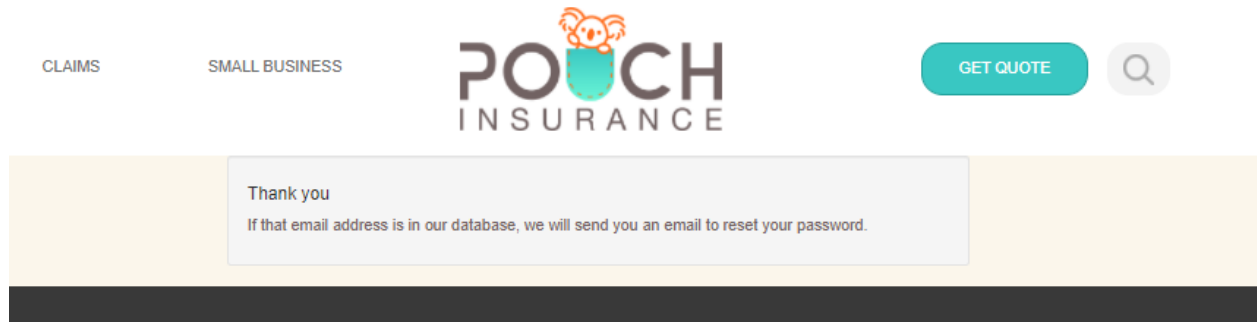 CLAIMS
SMALL BUSINESS
POUCH
INSURANCE
GET QUOTE
Thank you
If that email address is in our database, we will send you an email to reset your password.